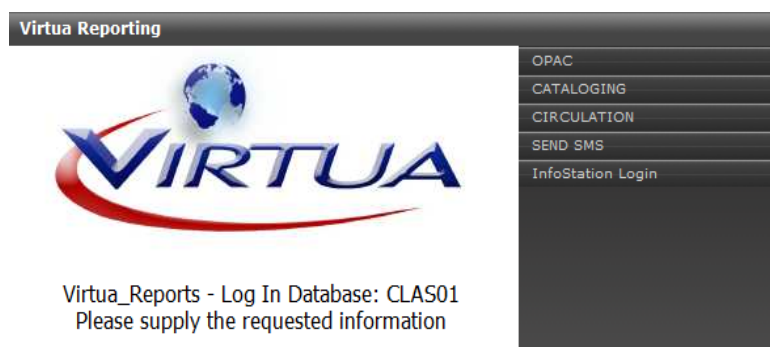 Virtua Reporting
VIRTUA
Virtua_Reports - Log In Database: CLAS01
Please supply the requested information
OPAC
CATALOGING
CIRCULATION
SEND SMS
InfoStation Login